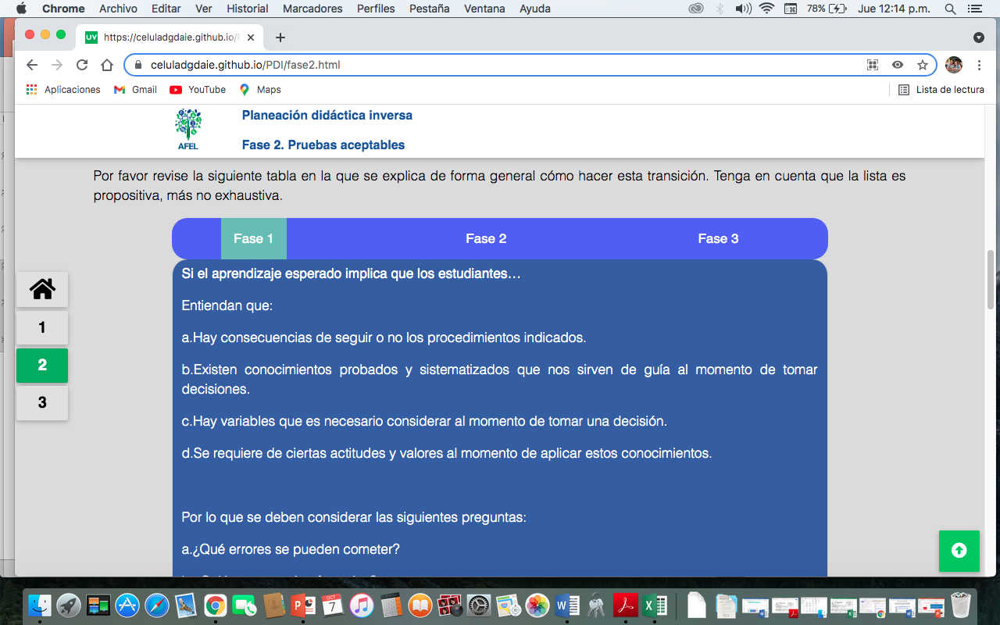 Chrome Archivo Editar Ver Historial Marcadores Perfiles Pestaña Ventana Ayuda 78% Jue 12:14 p.m.
UV https://celuladgdaie.github.io/
celuladgdaie.github.io/PDI/fase2.html
Aplicaciones Gmail YouTube Maps Lista de lectura
Planeación didáctica inversa
AFEL
Fase 2. Pruebas aceptables
Por favor revise la siguiente tabla en la que se explica de forma general cómo hacer esta transición. Tenga en cuenta que la lista es
propositiva, más no exhaustiva.
Fase 1 Fase 2 Fase 3
Si el aprendizaje esperado implica que los estudiantes…
Entiendan que:
a.Hay consecuencias de seguir o no los procedimientos indicados.
b.Existen conocimientos probados y sistematizados que nos sirven de guía al momento de tomar
decisiones.
c.Hay variables que es necesario considerar al momento de tomar una decisión.
d.Se requiere de ciertas actitudes y valores al momento de aplicar estos conocimientos.
Por lo que se deben considerar las siguientes preguntas:
a.¿Qué errores se pueden cometer?
1
2
3
OCT
7